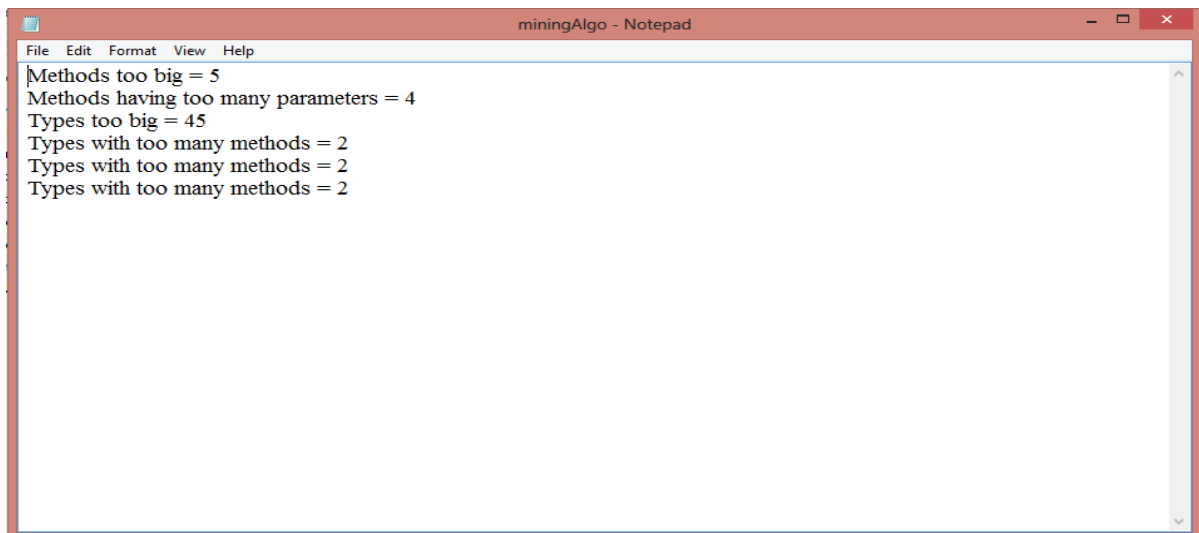 miningAlgo - Notepad
File Edit Format View Help
Methods too big = 5
Methods having too many parameters = 4
Types too big = 45
Types with too many methods = 2
Types with too many methods = 2
Types with too many methods = 2